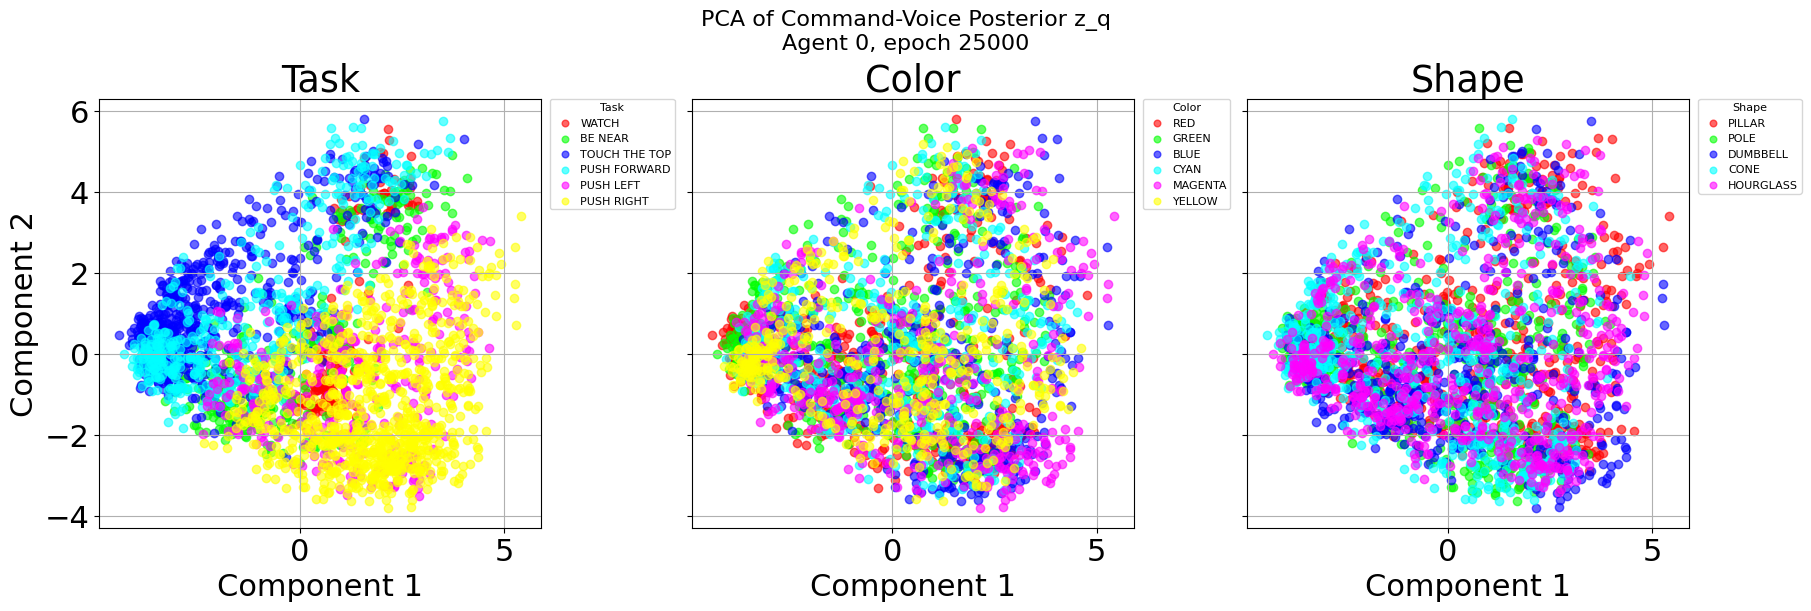 PCA of Command-Voice Posterior z_q
Agent 0, epoch 25000
Task
Color
Shape
Component 2
6
4
2
0
−2
−4
0
5
Component 1
Task
WATCH
BE NEAR
TOUCH THE TOP
PUSH FORWARD
PUSH LEFT
PUSH RIGHT
0
5
Component 1
Color
RED
GREEN
BLUE
CYAN
MAGENTA
YELLOW
0
5
Component 1
Shape
PILLAR
POLE
DUMBBELL
CONE
HOURGLASS